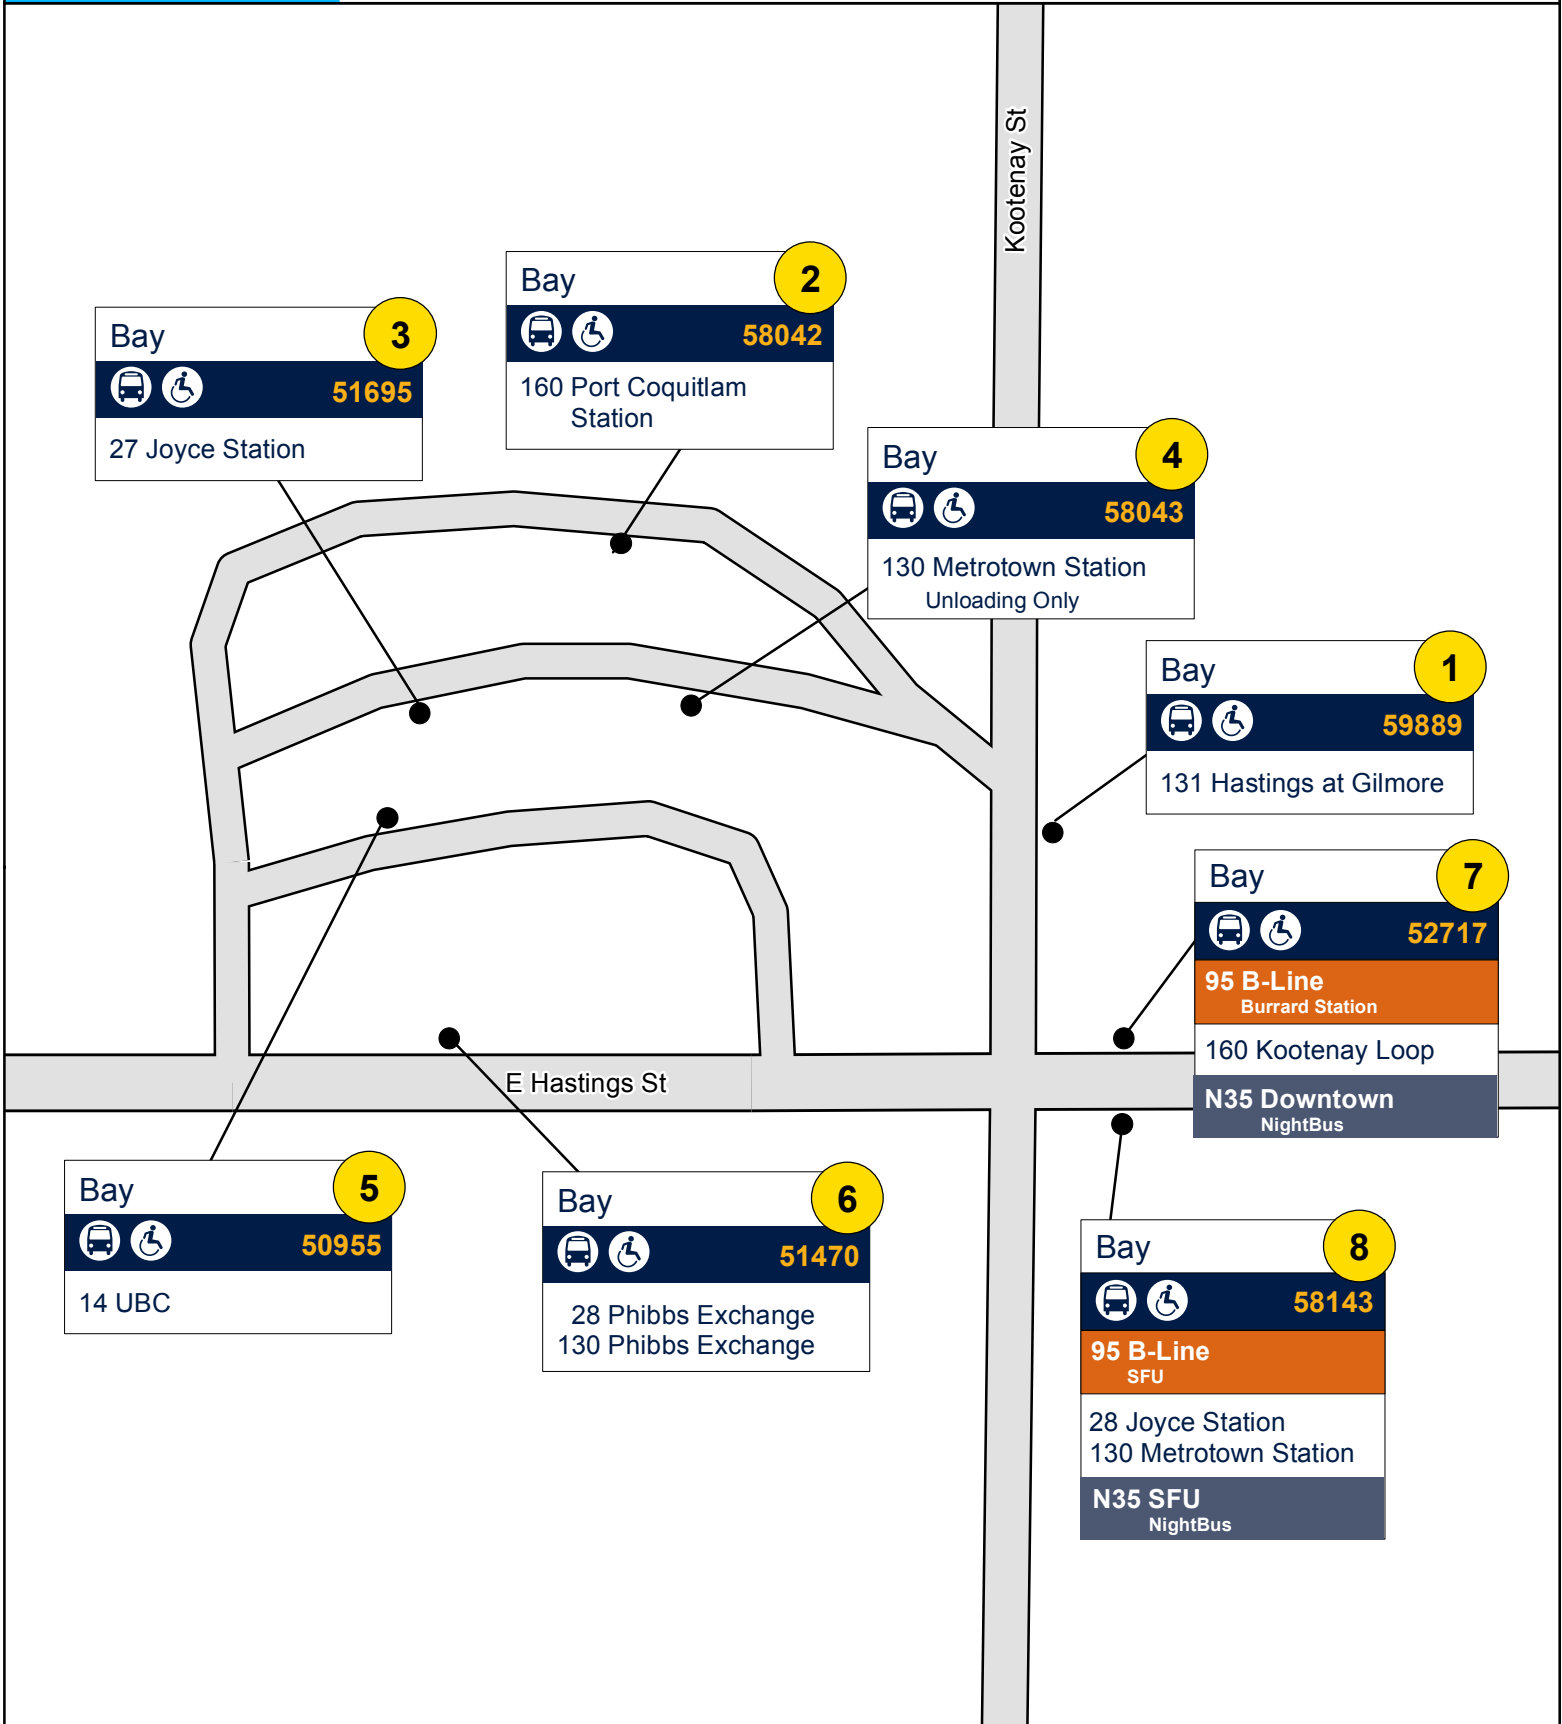 Kootenay St
Bay
2
58042
160 Port Coquitlam
Station
Bay
3
51695
27 Joyce Station
Bay
4
58043
130 Metrotown Station
Unloading Only
Bay
1
59889
131 Hastings at Gilmore
Bay
7
52717
95 B-Line
Burrard Station
160 Kootenay Loop
N35 Downtown
NightBus
E Hastings St
Bay
5
50955
14 UBC
Bay
6
51470
28 Phibbs Exchange
130 Phibbs Exchange
Bay
8
58143
95 B-Line
SFU
28 Joyce Station
130 Metrotown Station
N35 SFU
NightBus